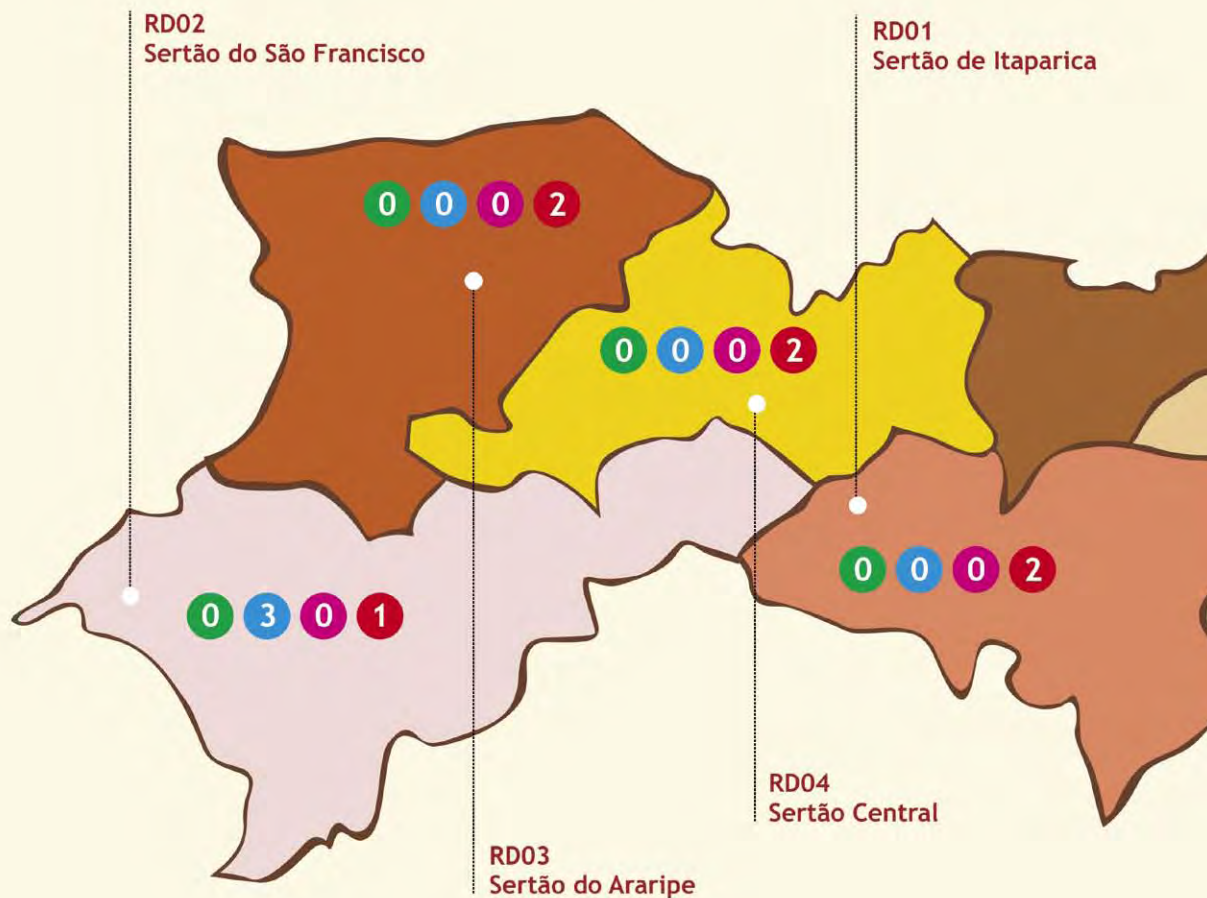 RD02
Sertão do São Francisco
RD01
Sertão de Itaparica
0 0 0 2
0 0 0 2
0 0 0 2
0 3 0 1
RD04
Sertão Central
RD03
Sertão do Araripe